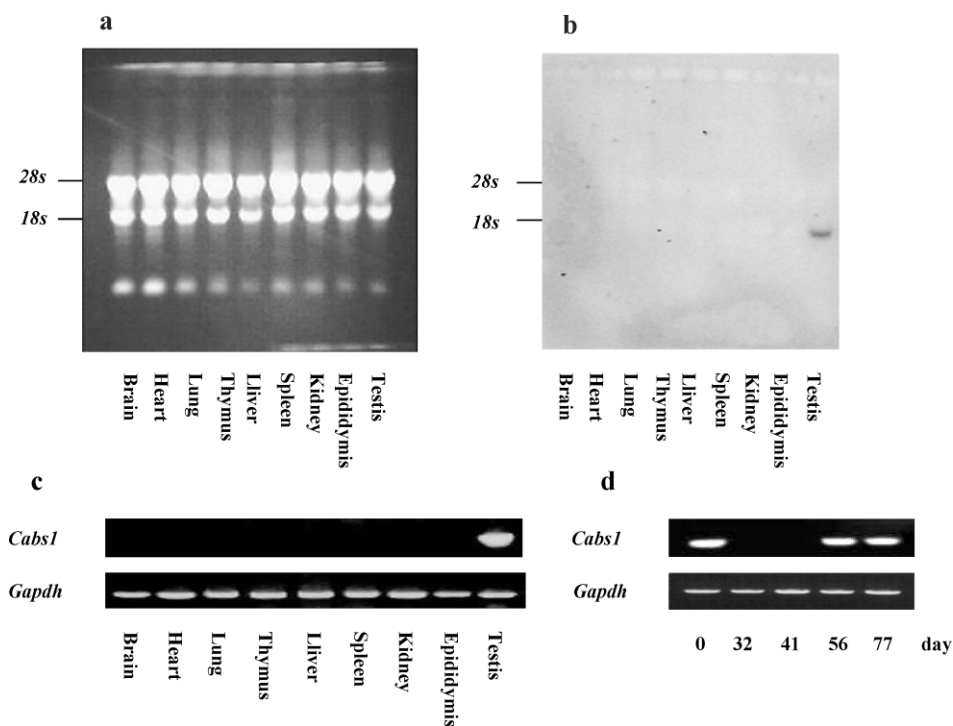 a
b
28s
18s
28s
18s
Brain
Heart
Lung
Thymus
Lliver
Spleen
Kidney
Epididymis
Testis
Brain
Heart
Lung
Thymus
Lliver
Spleen
Kidney
Epididymis
Testis
c
d
Cabs1
Gapdh
Cabs1
Gapdh
Brain
Heart
Lung
Thymus
Lliver
Spleen
Kidney
Epididymis
Testis
0 32 41 56 77 day